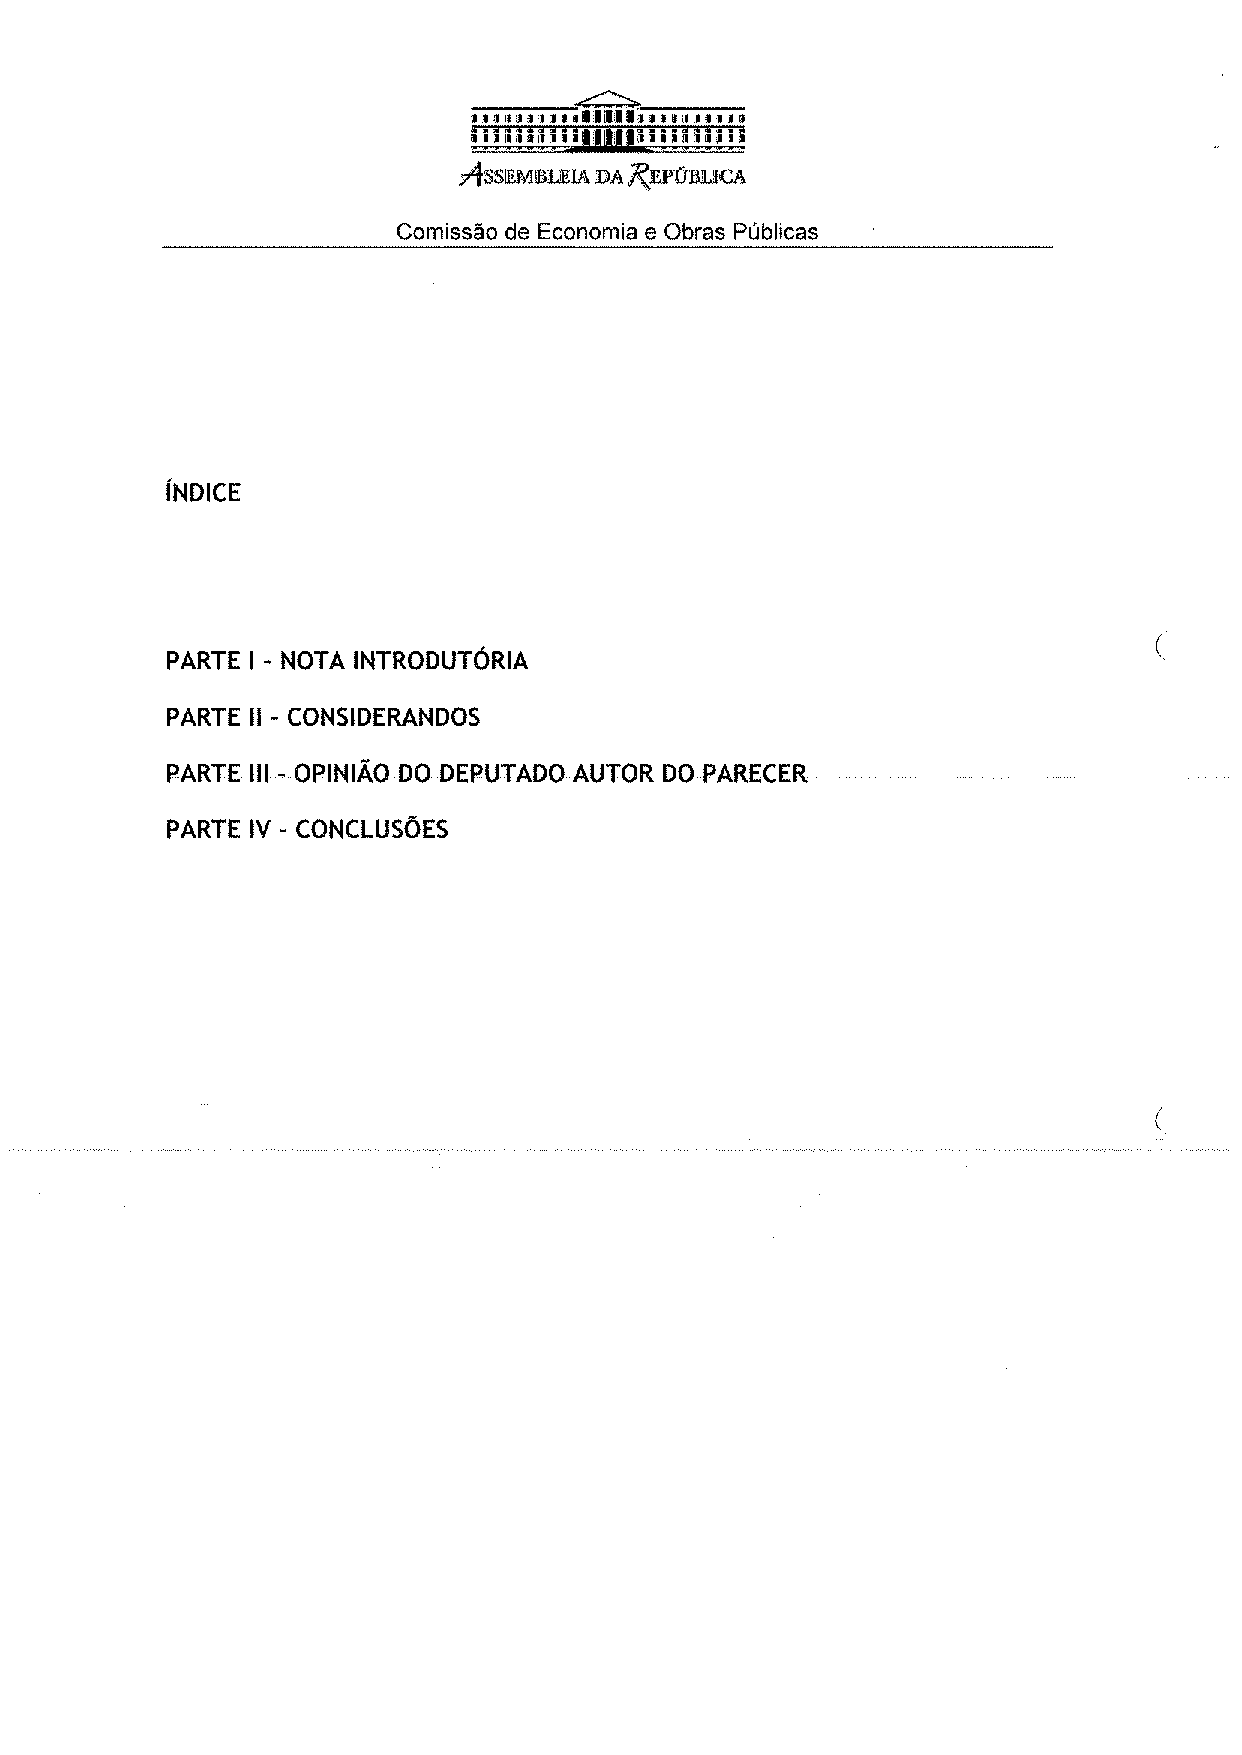 ASSEMBLEIA DA REPÚBLICA
Comissão de Economia e Obras Públicas
ÍNDICE
PARTE I - NOTA INTRODUTÓRIA
PARTE II - CONSIDERANDOS
PARTE III - OPINIÃO DO DEPUTADO AUTOR DO PARECER
PARTE IV - CONCLUSÕES